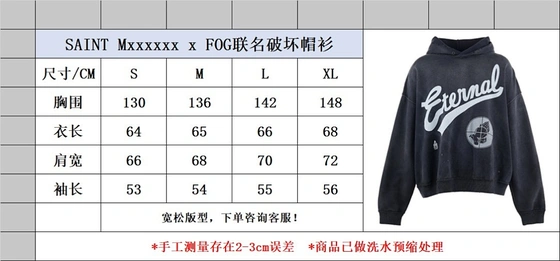 SAINT Mxxxxxx x FOG联名破坏帽衫
尺寸/CM S M L XL
胸围 130 136 142 148
衣长 64 65 66 68
肩宽 66 68 70 72
袖长 53 54 55 56
宽松版型，下单咨询客服！
*手工测量存在2-3cm误差 *商品已做洗水预缩处理
Eternal